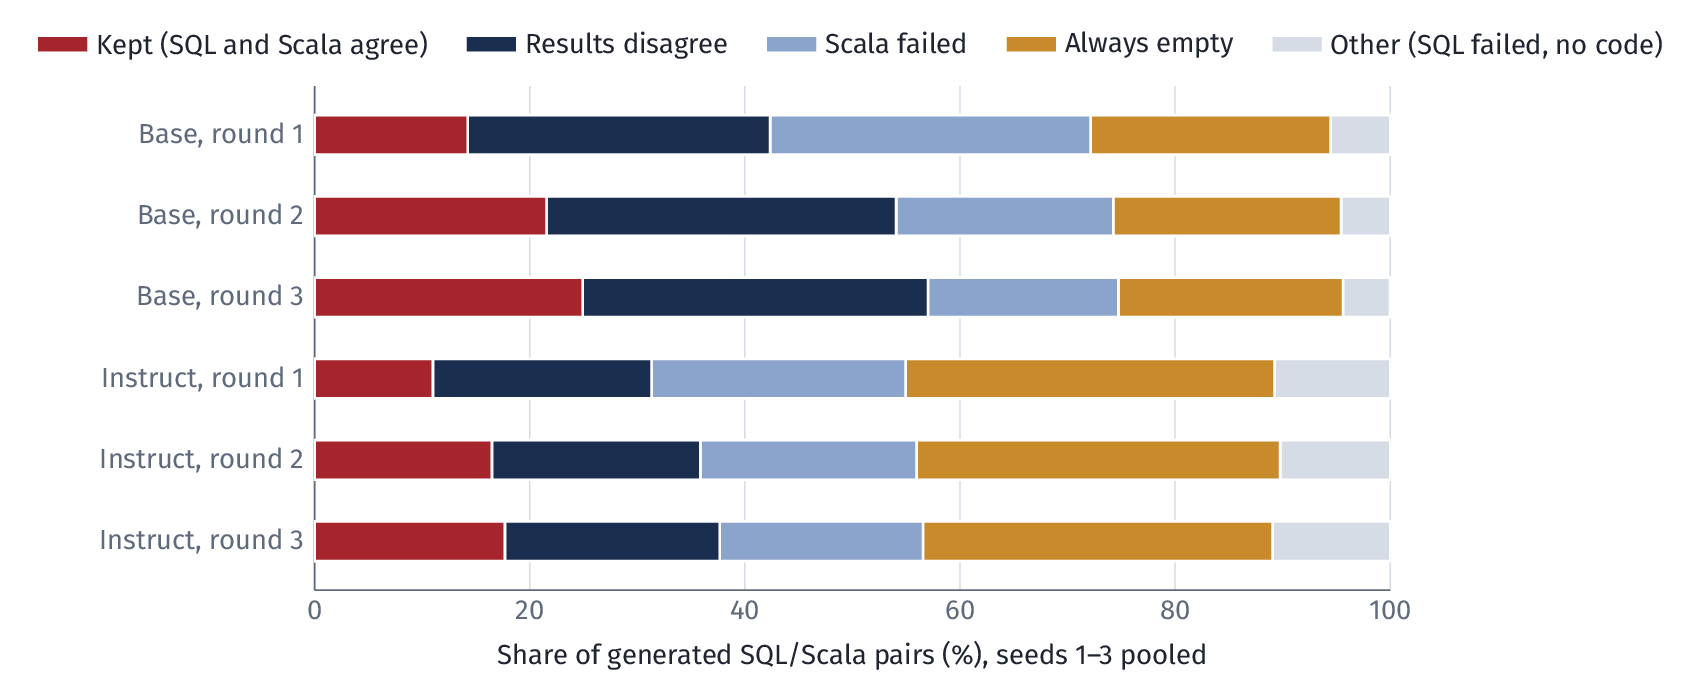 Kept (SQL and Scala agree) Results disagree Scala failed Always empty Other (SQL failed, no code)
Base, round 1
Base, round 2
Base, round 3
Instruct, round 1
Instruct, round 2
Instruct, round 3
0 20 40 60 80 100
Share of generated SQL/Scala pairs (%), seeds 1–3 pooled